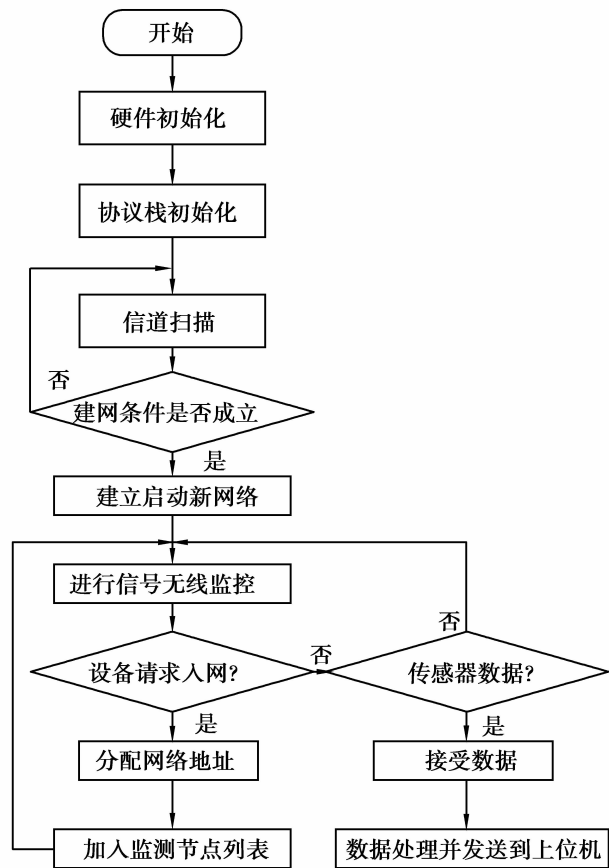 开始
硬件初始化
协议栈初始化
信道扫描
否
建网条件是否成立
是
建立启动新网络
进行信号无线监控
否
设备请求入网?
否
传感器数据?
是
是
分配网络地址
接受数据
加入监测节点列表
数据处理并发送到上位机